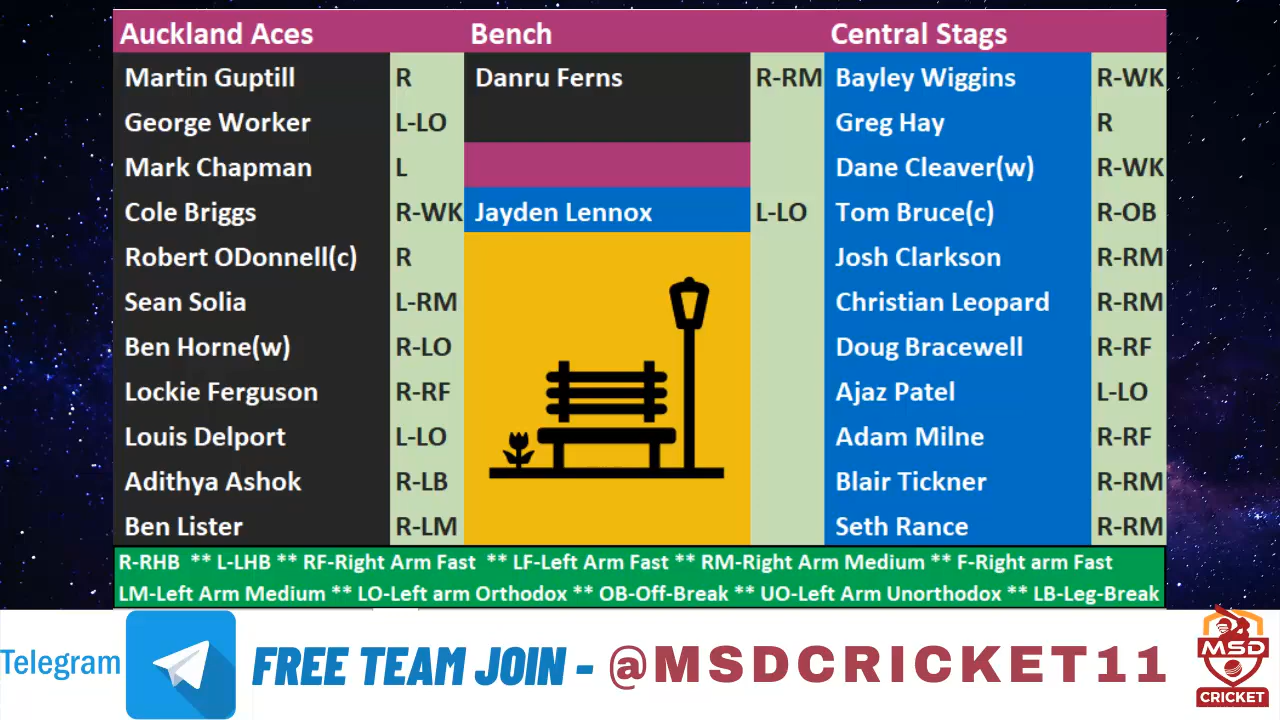 Auckland Aces Bench Central Stags
Martin Guptill R Danru Ferns R-RM Bayley Wiggins R-WK
George Worker L-LO Greg Hay R
Mark Chapman L Dane Cleaver(w) R-WK
Cole Briggs R-WK Jayden Lennox L-LO Tom Bruce(c) R-OB
Robert ODonnell(c) R Josh Clarkson R-RM
Sean Solia L-RM Christian Leopard R-RM
Ben Horne(w) R-LO Doug Bracewell R-RF
Lockie Ferguson R-RF Ajaz Patel L-LO
Louis Delport L-LO Adam Milne R-RF
Adithya Ashok R-LB Blair Tickner R-RM
Ben Lister R-LM Seth Rance R-RM
R-RHB ** L-LHB ** RF-Right Arm Fast ** LF-Left Arm Fast ** RM-Right Arm Medium ** F-Right arm Fast
LM-Left Arm Medium ** LO-Left arm Orthodox ** OB-Off-Break ** UO-Left Arm Unorthodox ** LB-Leg-Break
Telegram FREE TEAM JOIN - @MSDCRICKET11
MSD
CRICKET